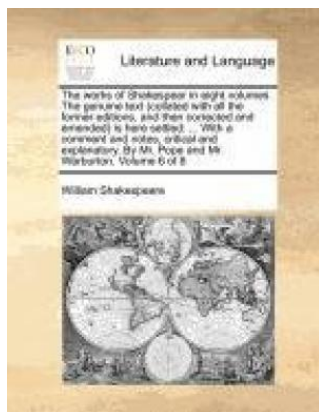 ECCO
Literature and Language
The works of Shakespear in eight volumes.
The genuine text (collated with all the
former editions, and then corrected and
emended) is here settled: ... With a
comment and notes, critical and
explanatory. By Mr. Pope and Mr.
Warburton. Volume 6 of 8
William Shakespeare